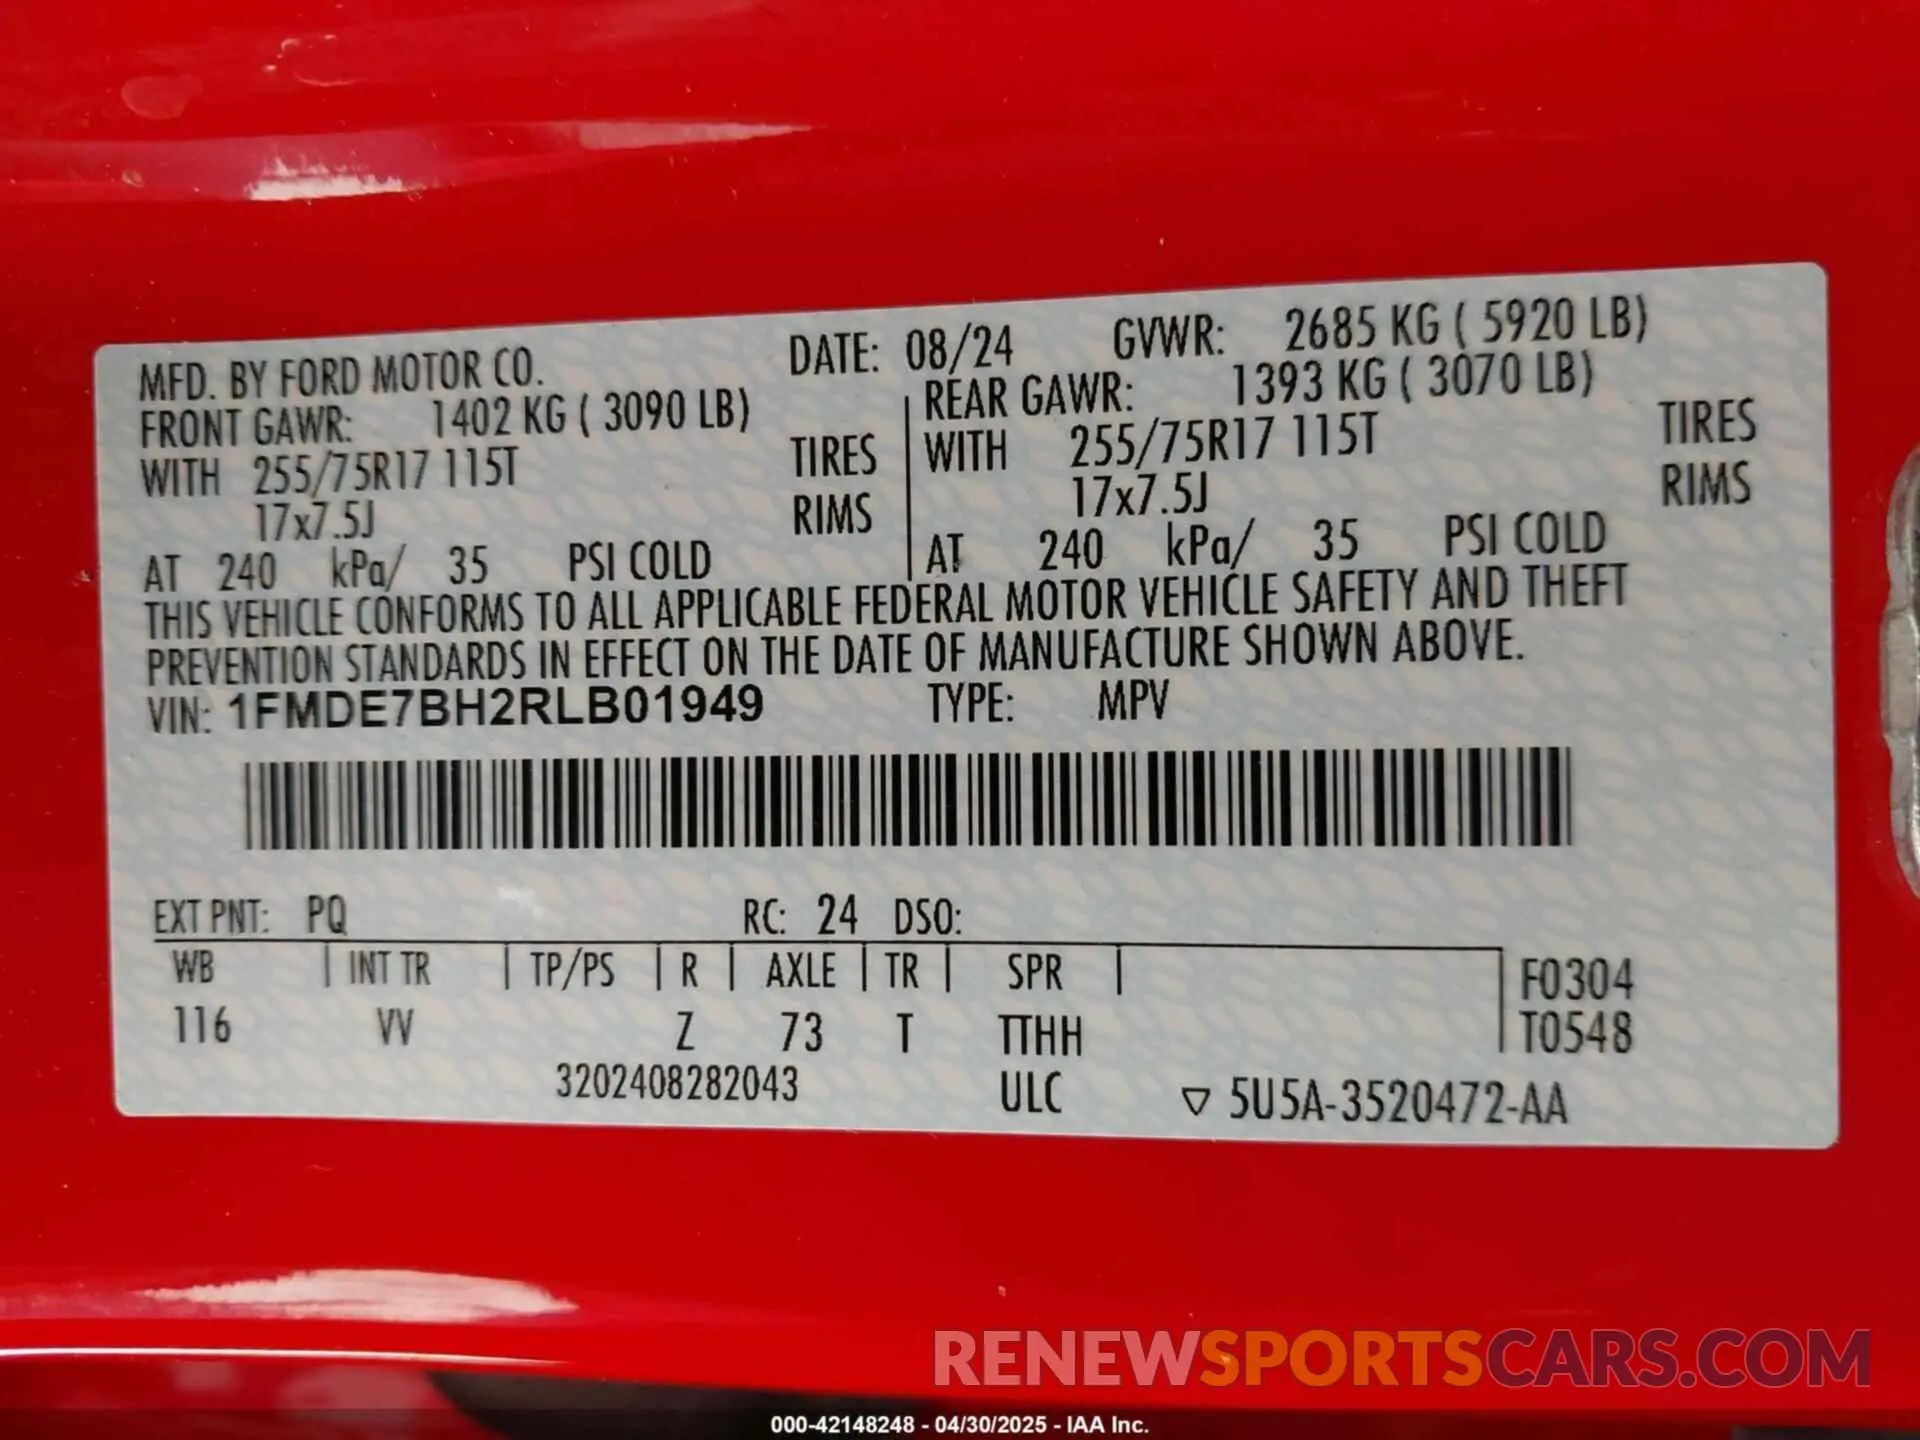 MFD. BY FORD MOTOR CO. DATE: 08/24 GVWR: 2685 KG ( 5920 LB)
FRONT GAWR: 1402 KG ( 3090 LB) REAR GAWR: 1393 KG ( 3070 LB)
WITH 255/75R17 115T TIRES WITH 255/75R17 115T TIRES
17x7.5J RIMS 17x7.5J RIMS
AT 240 kPa/ 35 PSI COLD AT 240 kPa/ 35 PSI COLD
THIS VEHICLE CONFORMS TO ALL APPLICABLE FEDERAL MOTOR VEHICLE SAFETY AND THEFT
PREVENTION STANDARDS IN EFFECT ON THE DATE OF MANUFACTURE SHOWN ABOVE.
VIN: 1FMDE7BH2RLB01949 TYPE: MPV
EXT PNT: PQ RC: 24 DSO:
WB INT TR TP/PS R AXLE TR SPR F0304
116 VV Z 73 T TTHH T0548
3202408282043 ULC ▽ 5U5A-3520472-AA
RENEWSPORTSCARS.COM
000-42148248 - 04/30/2025 - IAA Inc.